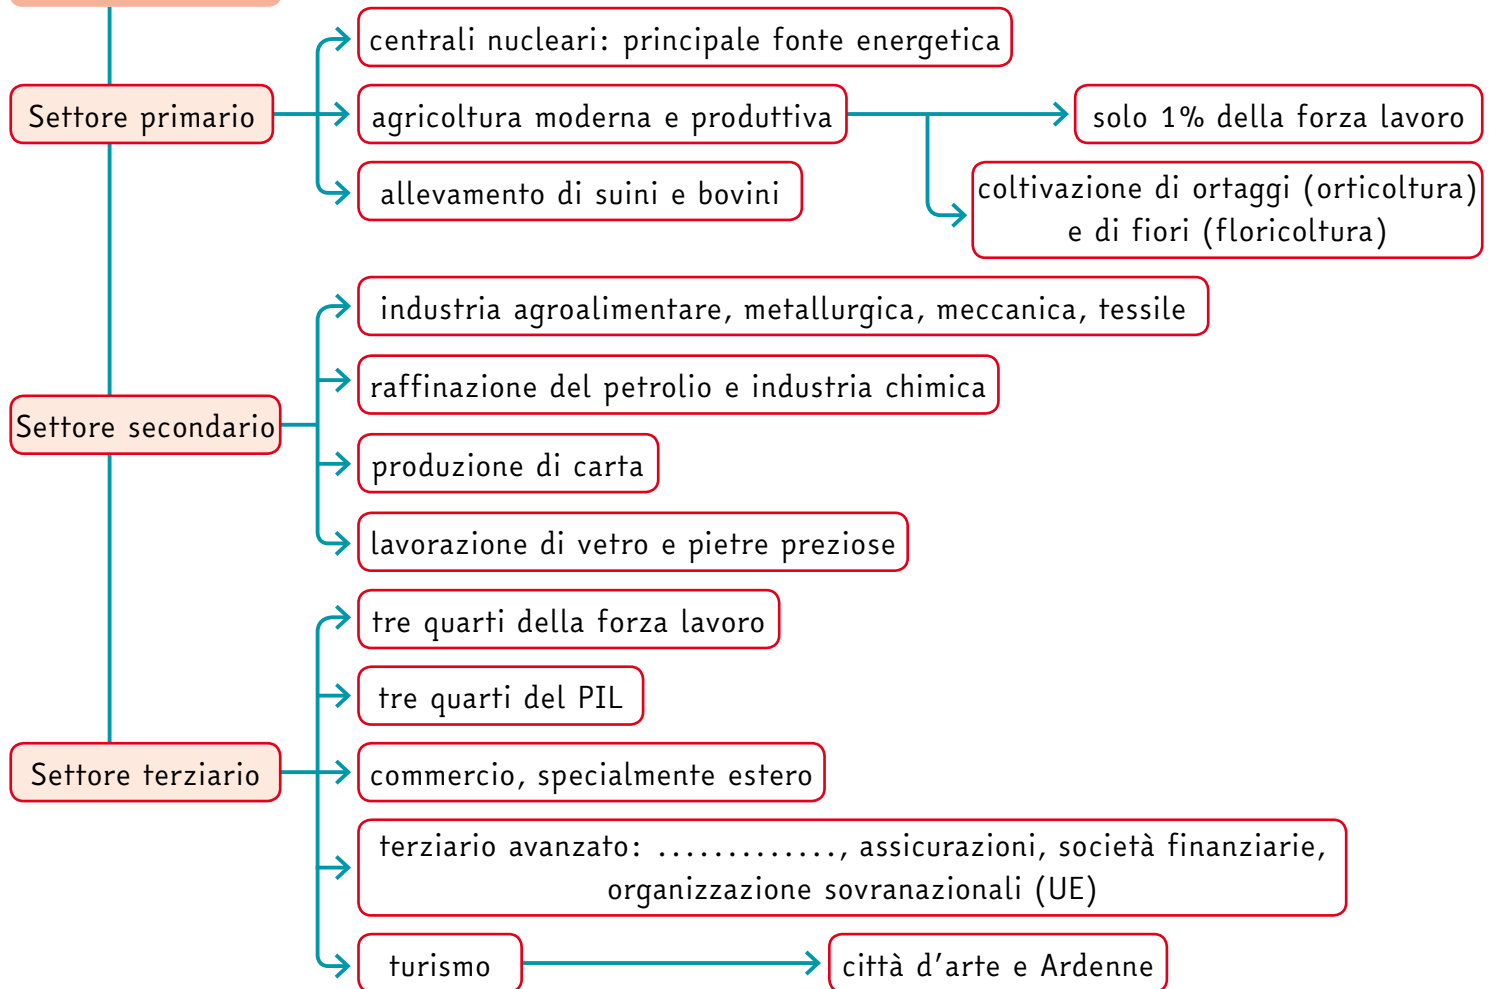 centrali nucleari: principale fonte energetica
Settore primario
agricoltura moderna e produttiva
solo 1% della forza lavoro
allevamento di suini e bovini
coltivazione di ortaggi (orticoltura)
e di fiori (floricoltura)
industria agroalimentare, metallurgica, meccanica, tessile
raffinazione del petrolio e industria chimica
Settore secondario
produzione di carta
lavorazione di vetro e pietre preziose
tre quarti della forza lavoro
tre quarti del PIL
Settore terziario
commercio, specialmente estero
terziario avanzato: ............., assicurazioni, società finanziarie,
organizzazione sovranazionali (UE)
turismo
città d'arte e Ardenne